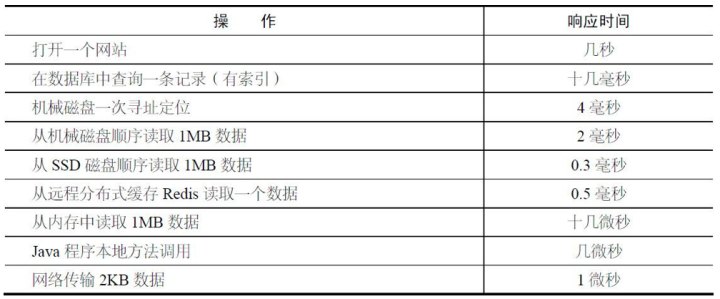 操 作 响应时间
打开一个网站 几秒
在数据库中查询一条记录（有索引） 十几毫秒
机械磁盘一次寻址定位 4 毫秒
从机械磁盘顺序读取 1MB 数据 2 毫秒
从 SSD 磁盘顺序读取 1MB 数据 0.3 毫秒
从远程分布式缓存 Redis 读取一个数据 0.5 毫秒
从内存中读取 1MB 数据 十几微秒
Java 程序本地方法调用 几微秒
网络传输 2KB 数据 1 微秒